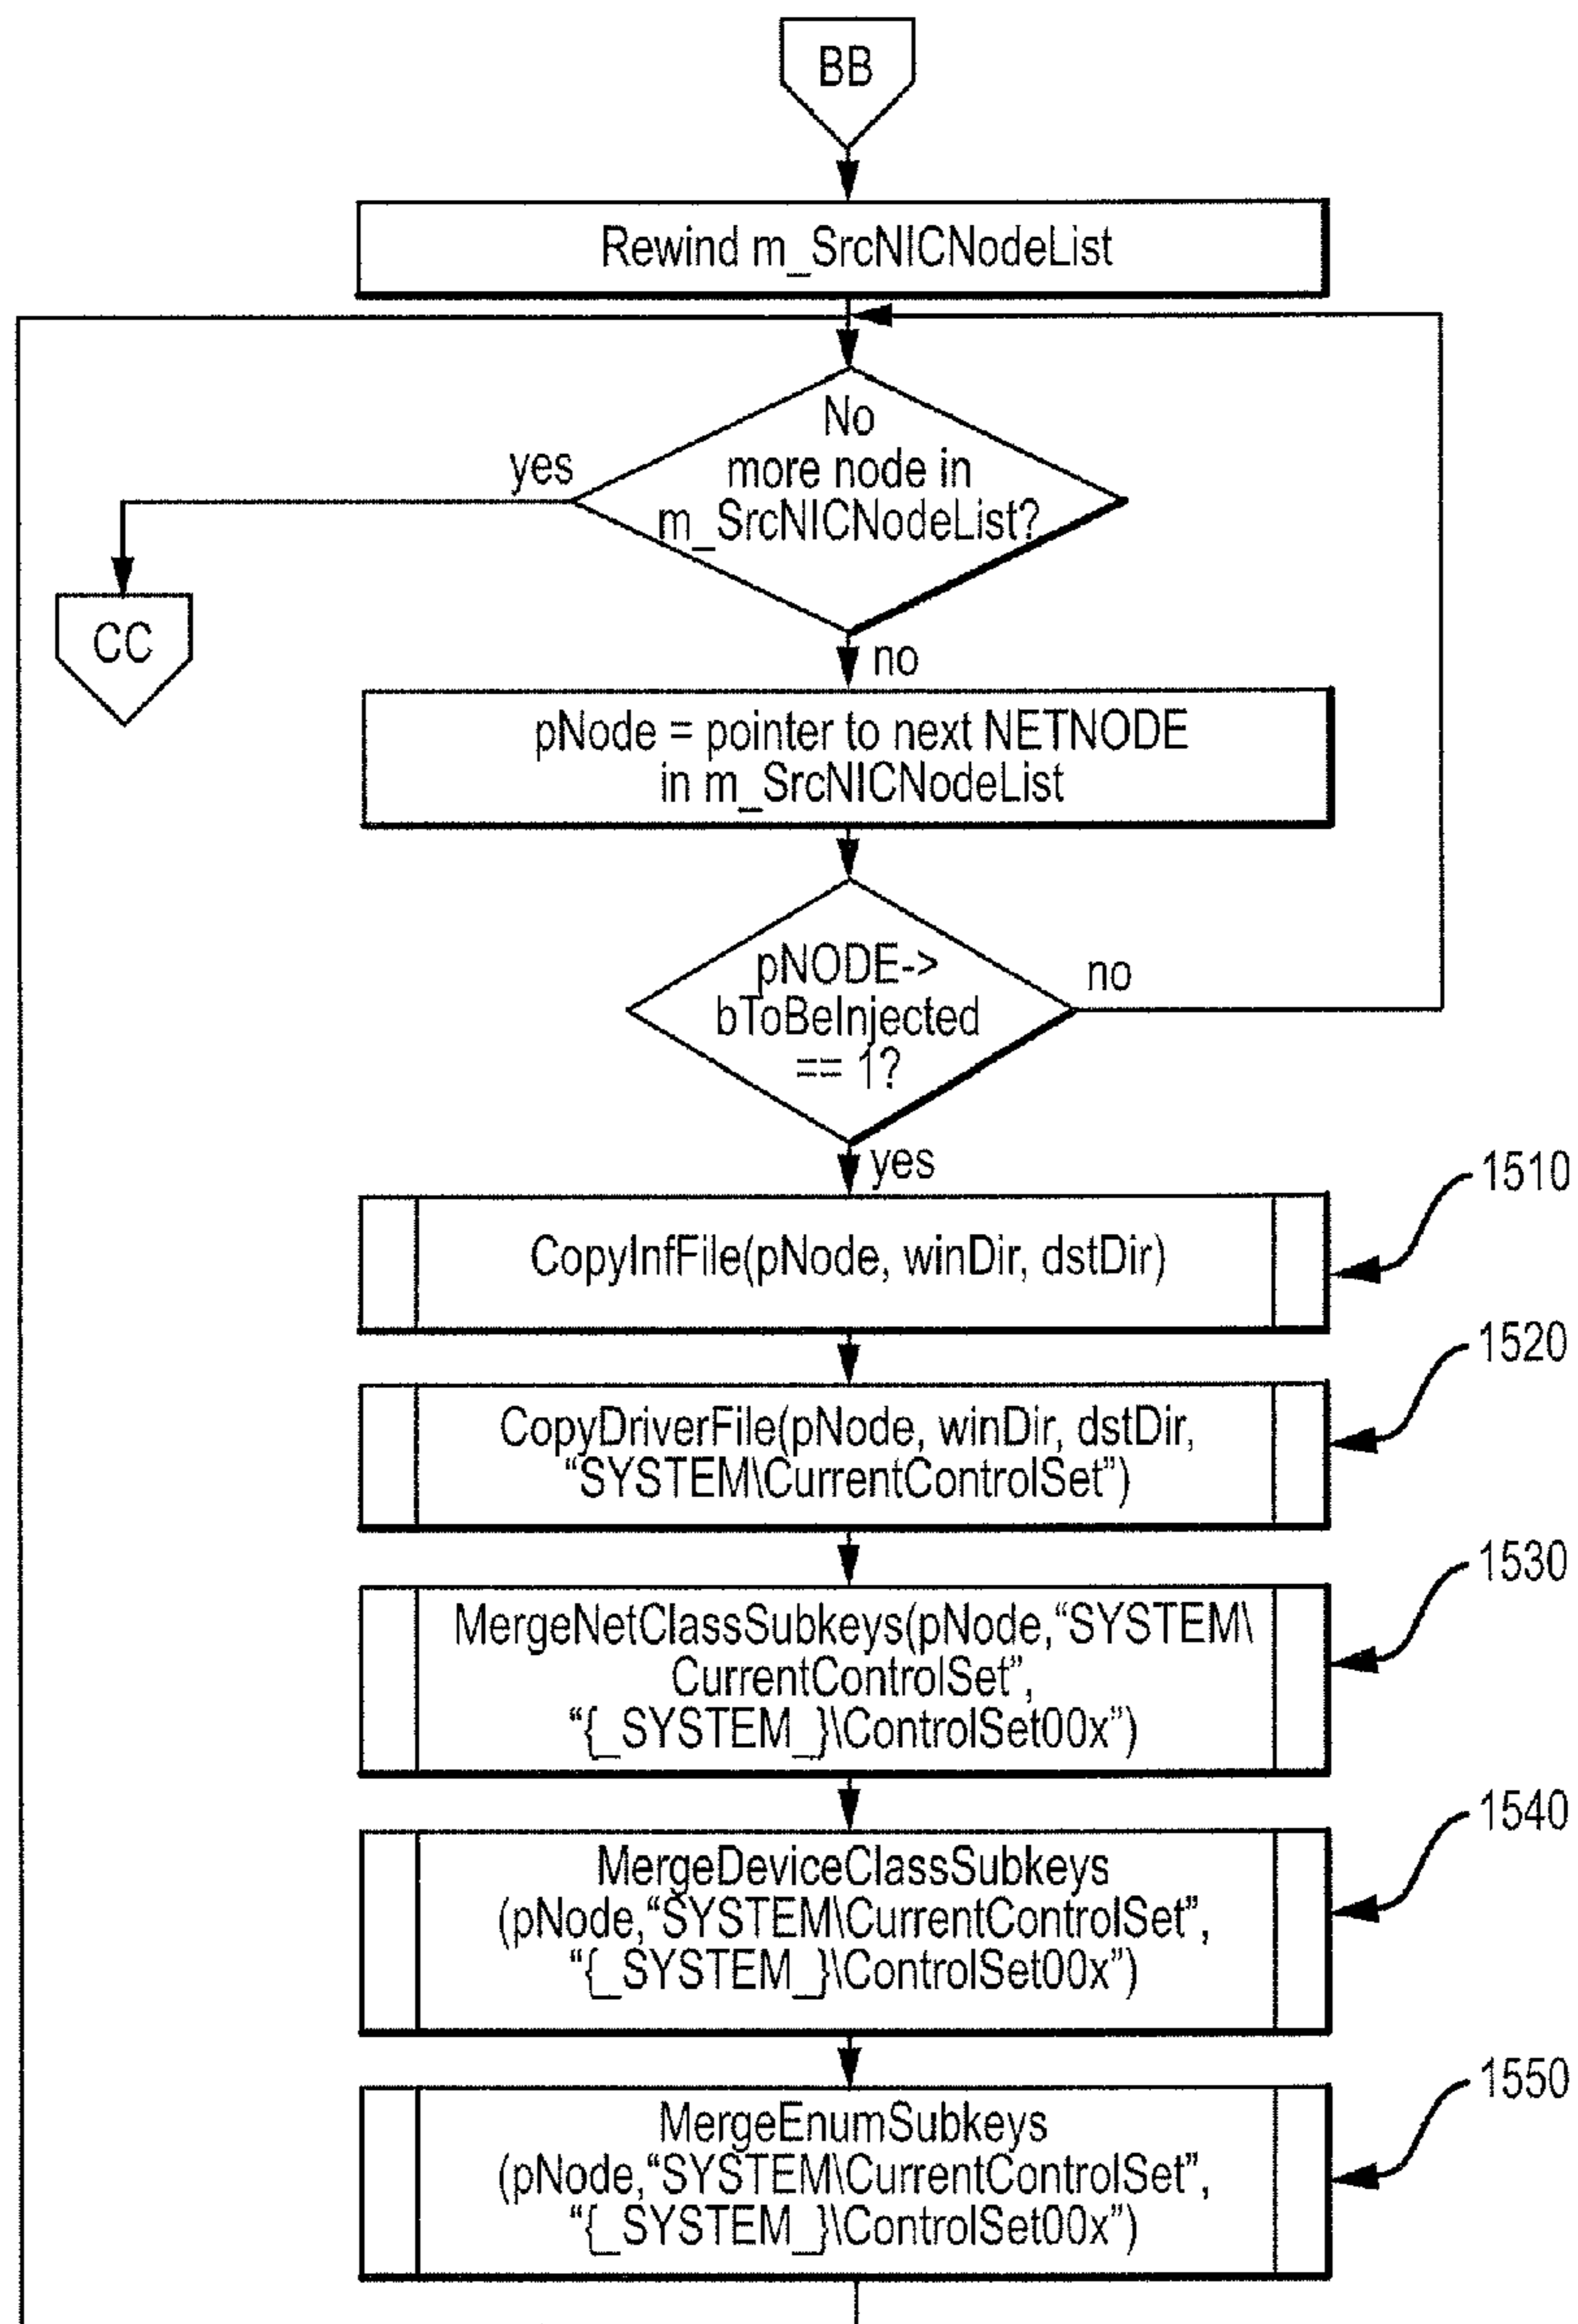 BB
Rewind m_SrcNICNodeList
No
more node in
m_SrcNICNodeList?
yes
CC
no
pNode = pointer to next NETNODE
in m_SrcNICNodeList
pNODE->
bToBeInjected
== 1?
no
yes
1510
CopyInfFile(pNode, winDir, dstDir)
1520
CopyDriverFile(pNode, winDir, dstDir,
“SYSTEM\CurrentControlSet”)
1530
MergeNetClassSubkeys(pNode,“SYSTEM\
CurrentControlSet”,
“{_SYSTEM_}\ControlSet00x”)
1540
MergeDeviceClassSubkeys
(pNode,“SYSTEM\CurrentControlSet”,
“{_SYSTEM_}\ControlSet00x”)
1550
MergeEnumSubkeys
(pNode,“SYSTEM\CurrentControlSet”,
“{_SYSTEM_}\ControlSet00x”)